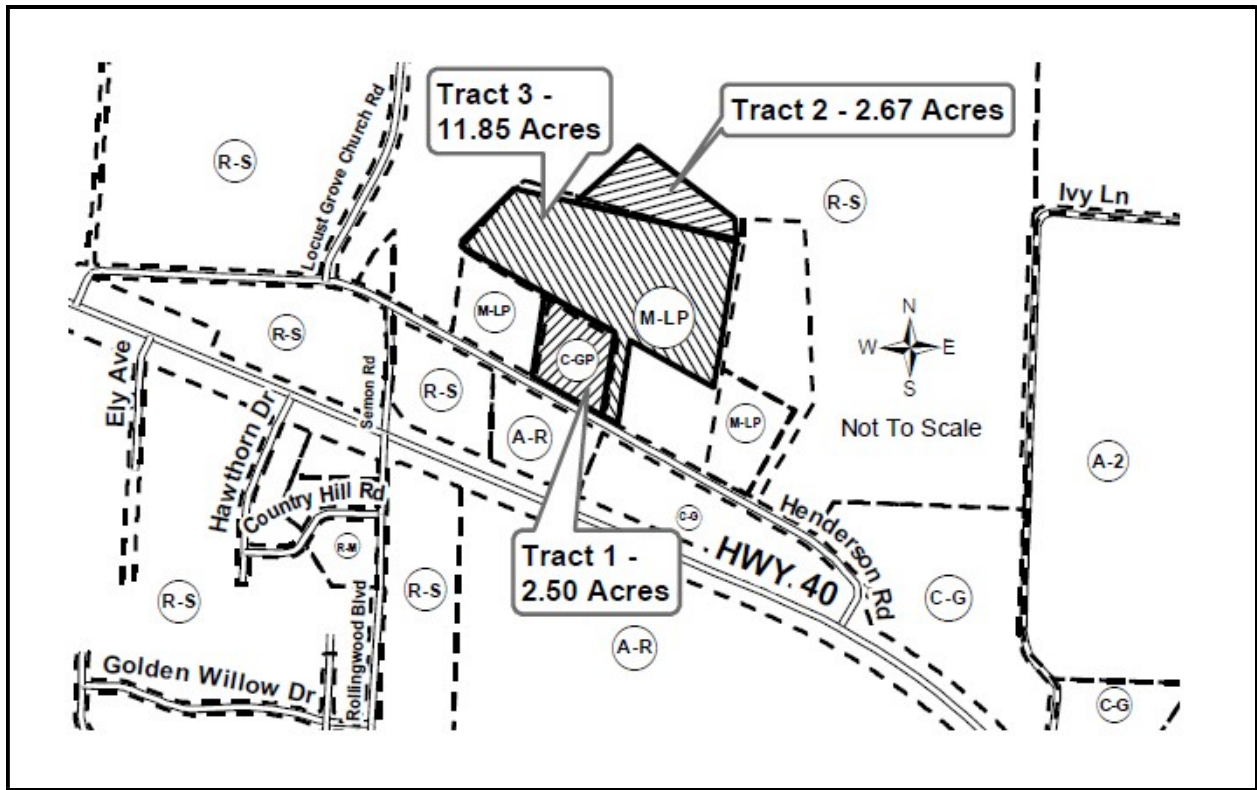 Tract 3 -
11.85 Acres
Tract 2 - 2.67 Acres
Locust Grove Church Rd
R-S
R-S
Ivy Ln
M-LP
M-LP
R-S
N
W
E
S
C-GP
Ely Ave
Semon Rd
R-S
Hawthorn Dr
A-R
M-LP
Not To Scale
A-2
Country Hill Rd
R-M
C-G
Henderson Rd
HWY. 40
Tract 1 -
2.50 Acres
R-S
R-S
C-G
A-R
Rollingwood Blvd
Golden Willow Dr
C-G